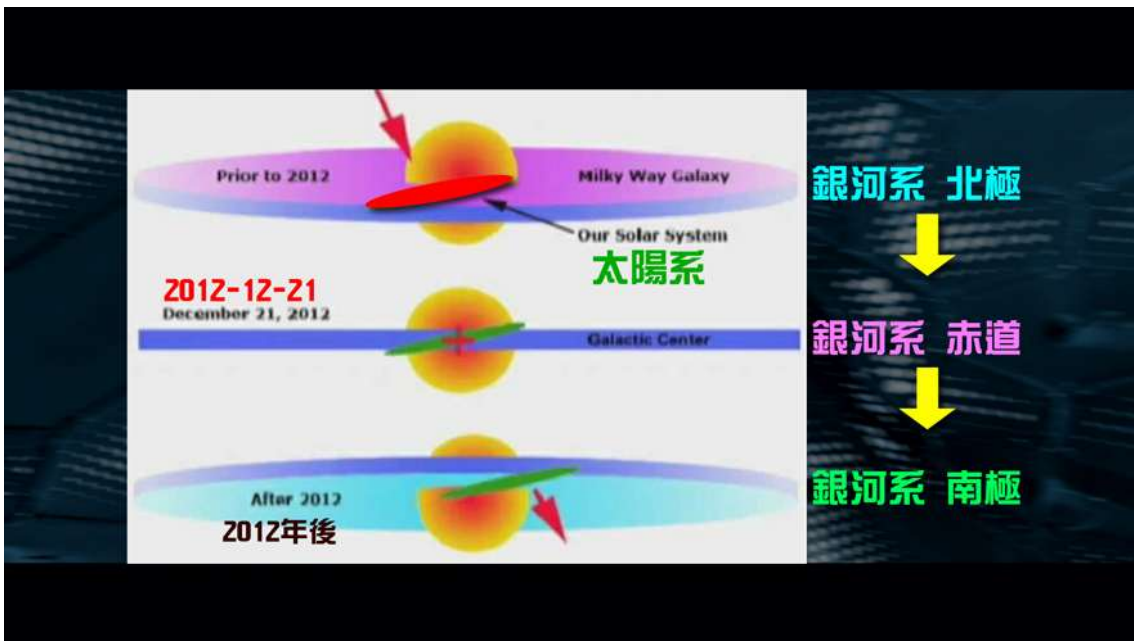 Prior to 2012
Milky Way Galaxy
Our Solar System
太陽系
銀河系 北極
2012-12-21
December 21, 2012
Galactic Center
銀河系 赤道
After 2012
2012年後
銀河系 南極